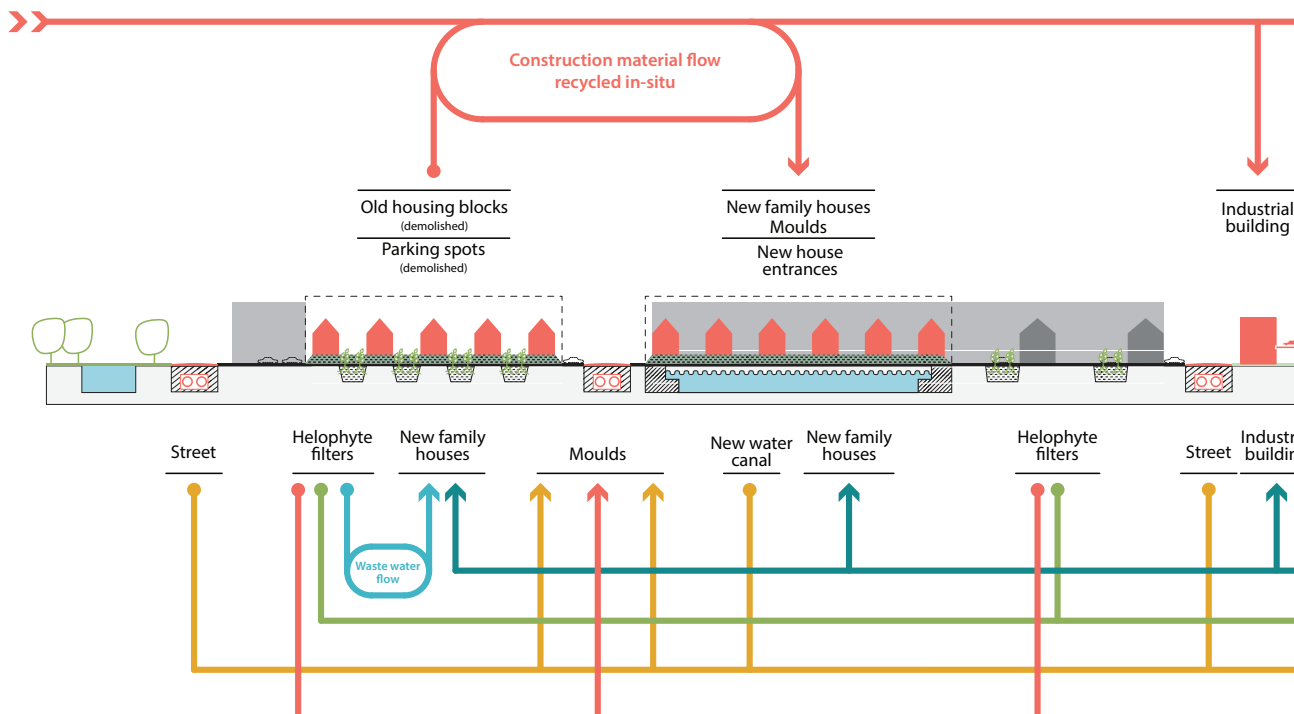 Construction material flow
recycled in-situ
Old housing blocks
(demolished)
Parking spots
(demolished)
New family houses
Moulds
New house
entrances
Industrial
building
Street
Helophyte
filters
New family
houses
Moulds
New water
canal
New family
houses
Helophyte
filters
Street
Industri
buildin
Waste water
flow